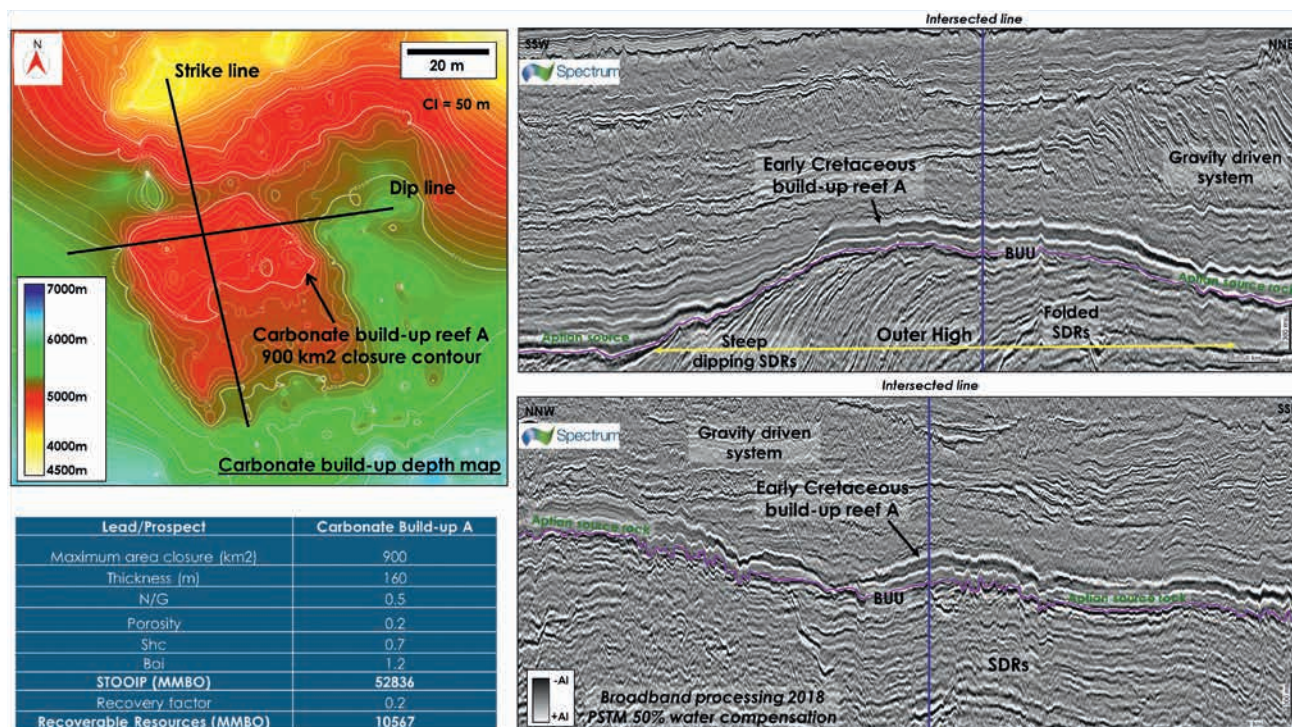 N
20 m
CI = 50 m
Strike line
Dip line
Carbonate build-up reef A
900 km2 closure contour
7000m
6000m
5000m
4000m
4500m
Carbonate build-up depth map
Lead/Prospect Carbonate Build-up A
Maximum area closure (km2) 900
Thickness (m) 160
N/G 0.5
Porosity 0.2
Shc 0.7
Boi 1.2
STOOIP (MMBO) 52836
Recovery factor 0.2
Recoverable Resources (MMBO) 10567
Intersected line
SSW
NNE
Spectrum
Early Cretaceous
build-up reef A
Gravity driven
system
BUU
Aptian source rock
Aptian source
Steep
dipping SDRs
Outer High
Folded
SDRs
Intersected line
NNW
Spectrum
Gravity driven
system
Early Cretaceous
build-up reef A
Aptian source rock
BUU
Aptian source rock
SDRs
-AI
+AI
Broadband processing 2018
PSTM 50% water compensation